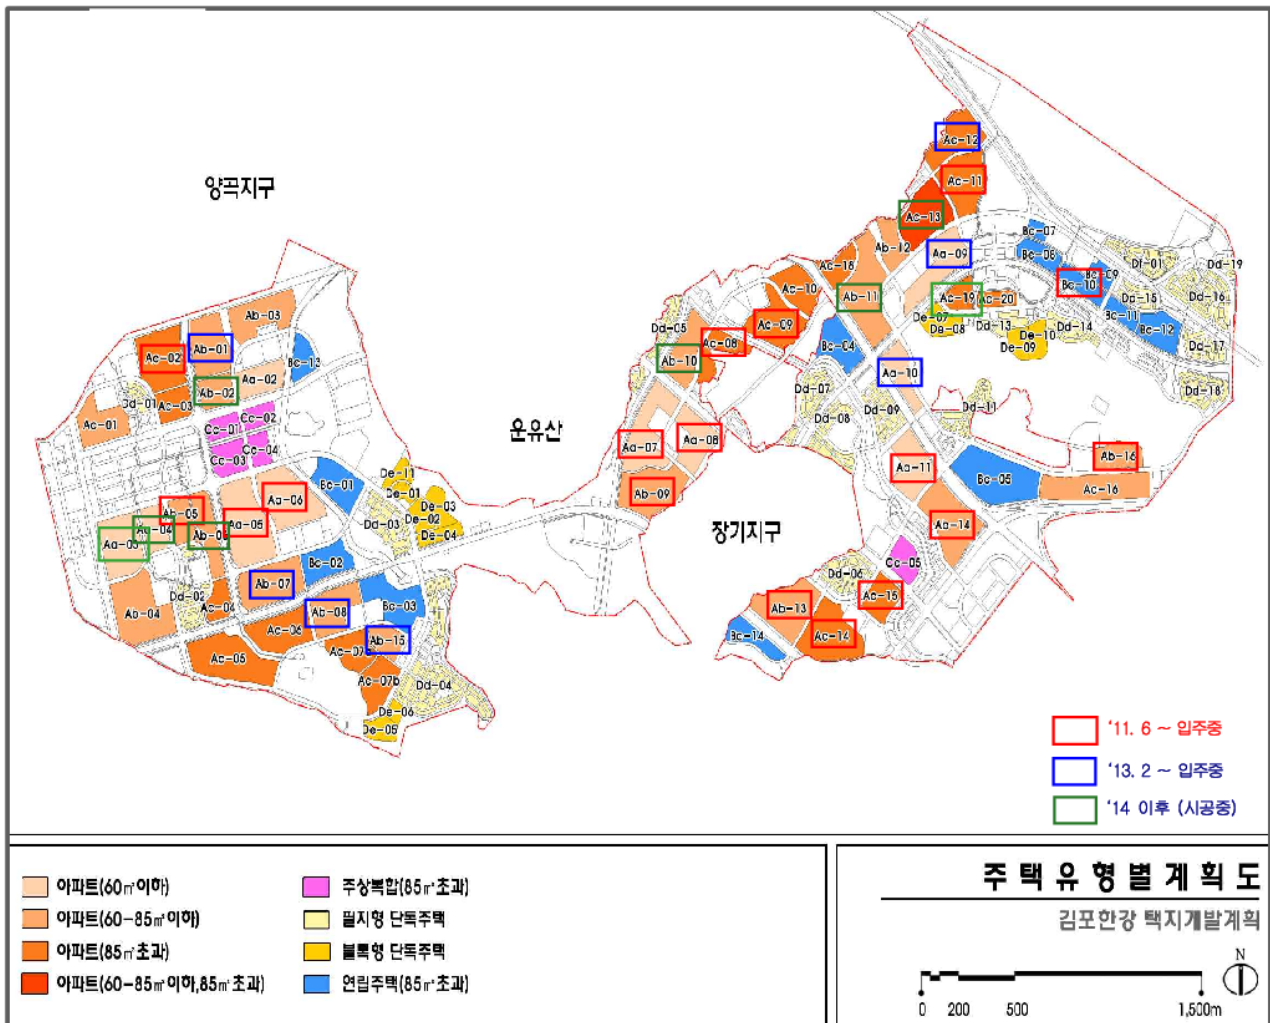 양곡지구
운유산
장기지구
Ac-12
Ac-11
Ac-13
Ab-12
Aa-09
Bc-07
Bc-08
Bc-09
Bc-10
Df-01
Dd-19
Dd-16
Dd-15
Bc-11
Bc-12
Dd-17
Dd-18
Ac-18
Ac-10
Ab-11
Ac-19
Ac-20
De-07
De-08
Dd-13
De-10
Dd-14
De-09
Dd-05
Ac-09
Ac-08
Ab-10
Bc-04
Aa-10
Dd-07
Dd-08
Dd-09
Dd-11
Aa-07
Aa-08
Ab-09
Aa-11
Bc-05
Ab-16
Ac-16
Ab-14
Cc-05
Dd-06
Ac-15
Ab-13
Ac-14
Bc-14
Ab-03
Ab-01
Ac-02
Bc-13
Aa-02
Ab-02
Dd-01
Ac-03
Ac-01
Cc-02
Cc-01
Cc-04
Cc-03
Bc-01
De-11
De-01
De-03
De-02
De-04
Dd-03
Aa-06
Ab-05
Aa-05
Aa-03
Bc-02
Ab-07
Dd-02
Ab-04
Ac-04
Ab-08
Bc-03
Ac-06
Ab-15
Ac-05
Ac-07b
Dd-04
De-06
De-05
'11. 6 ~ 입주중
'13. 2 ~ 입주중
'14 이후 (시공중)
아파트(60㎡이하)
아파트(60-85㎡이하)
아파트(85㎡초과)
아파트(60-85㎡이하,85㎡초과)
주상복합(85㎡초과)
필지형 단독주택
블록형 단독주택
연립주택(85㎡초과)
주택유형별계획도
김포한강 택지개발계획
N
0 200 500 1,500m